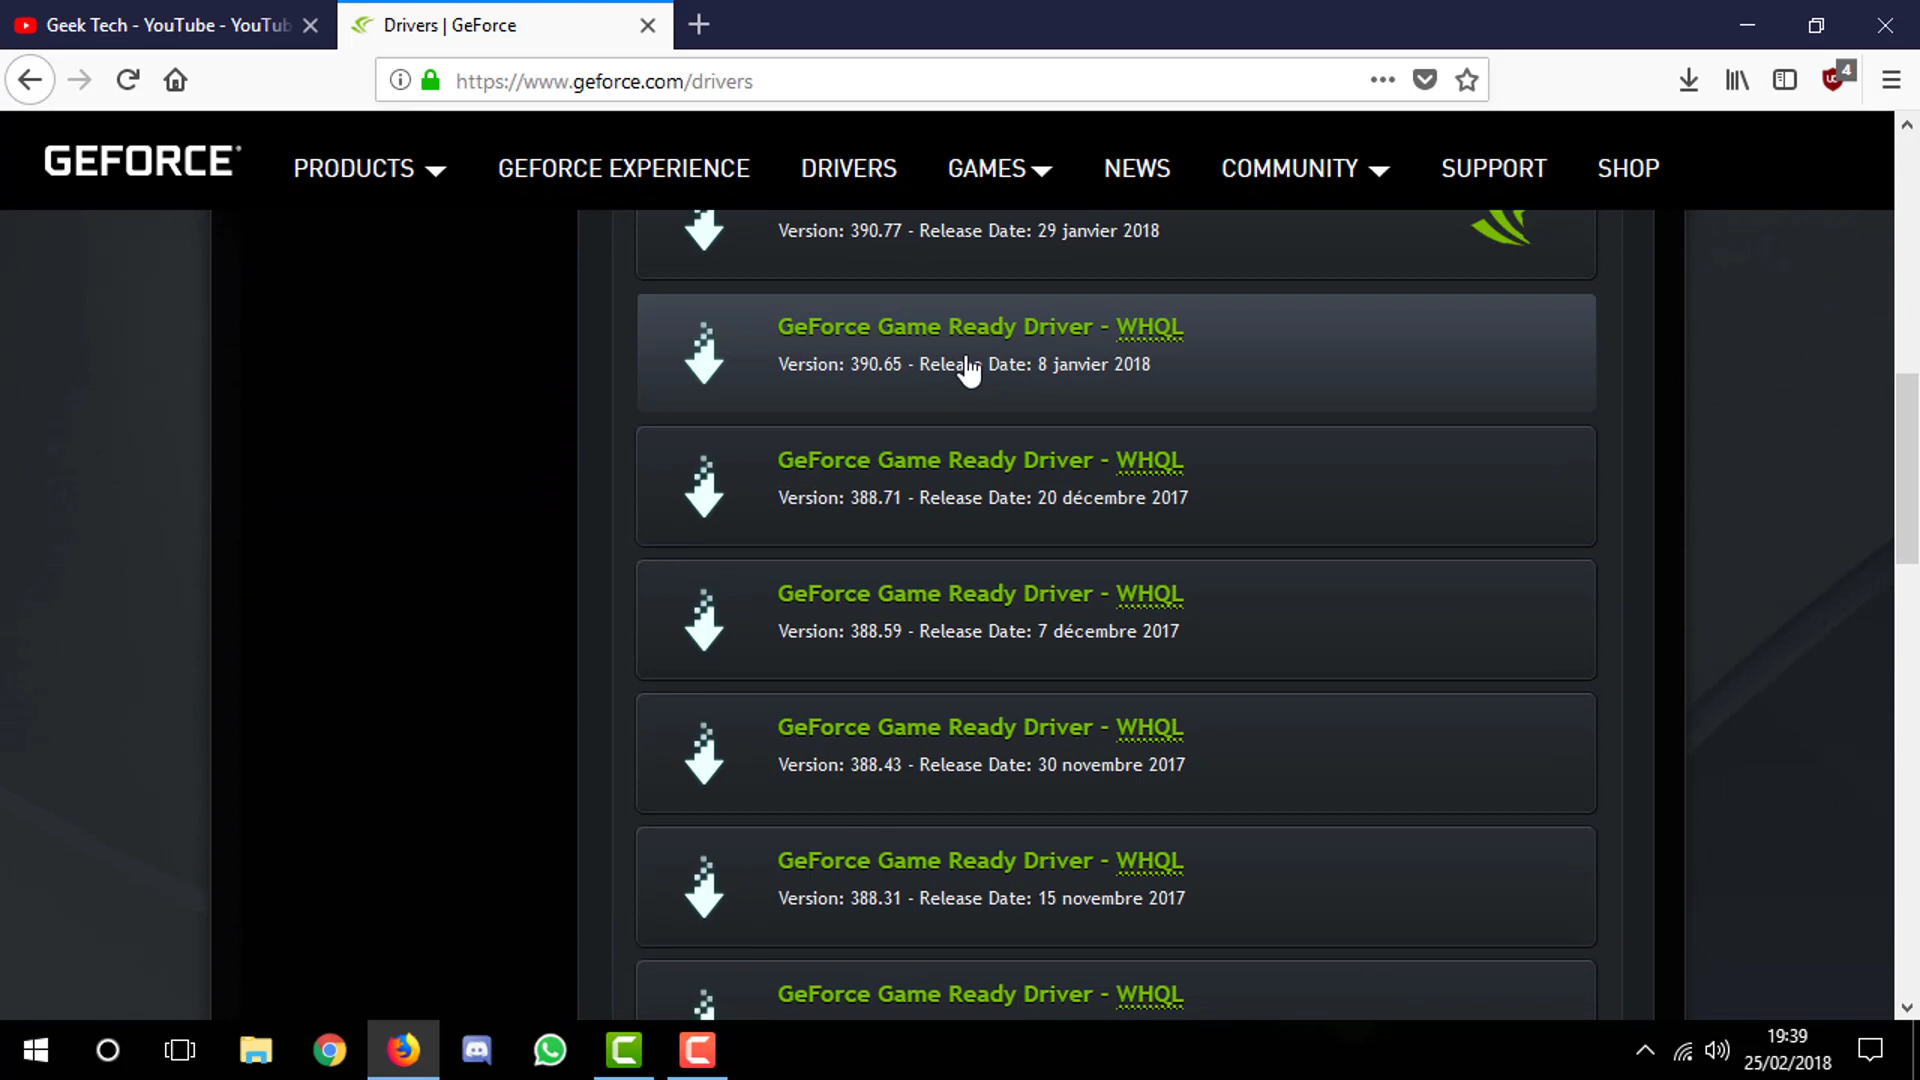 Geek Tech - YouTube - YouTub
Drivers | GeForce
https://www.geforce.com/drivers
4
GEFORCE
PRODUCTS
GEFORCE EXPERIENCE
DRIVERS
GAMES
NEWS
COMMUNITY
SUPPORT
SHOP
Version: 390.77 - Release Date: 29 janvier 2018
GeForce Game Ready Driver - WHQL
Version: 390.65 - Release Date: 8 janvier 2018
GeForce Game Ready Driver - WHQL
Version: 388.71 - Release Date: 20 décembre 2017
GeForce Game Ready Driver - WHQL
Version: 388.59 - Release Date: 7 décembre 2017
GeForce Game Ready Driver - WHQL
Version: 388.43 - Release Date: 30 novembre 2017
GeForce Game Ready Driver - WHQL
Version: 388.31 - Release Date: 15 novembre 2017
GeForce Game Ready Driver - WHQL
19:39
25/02/2018